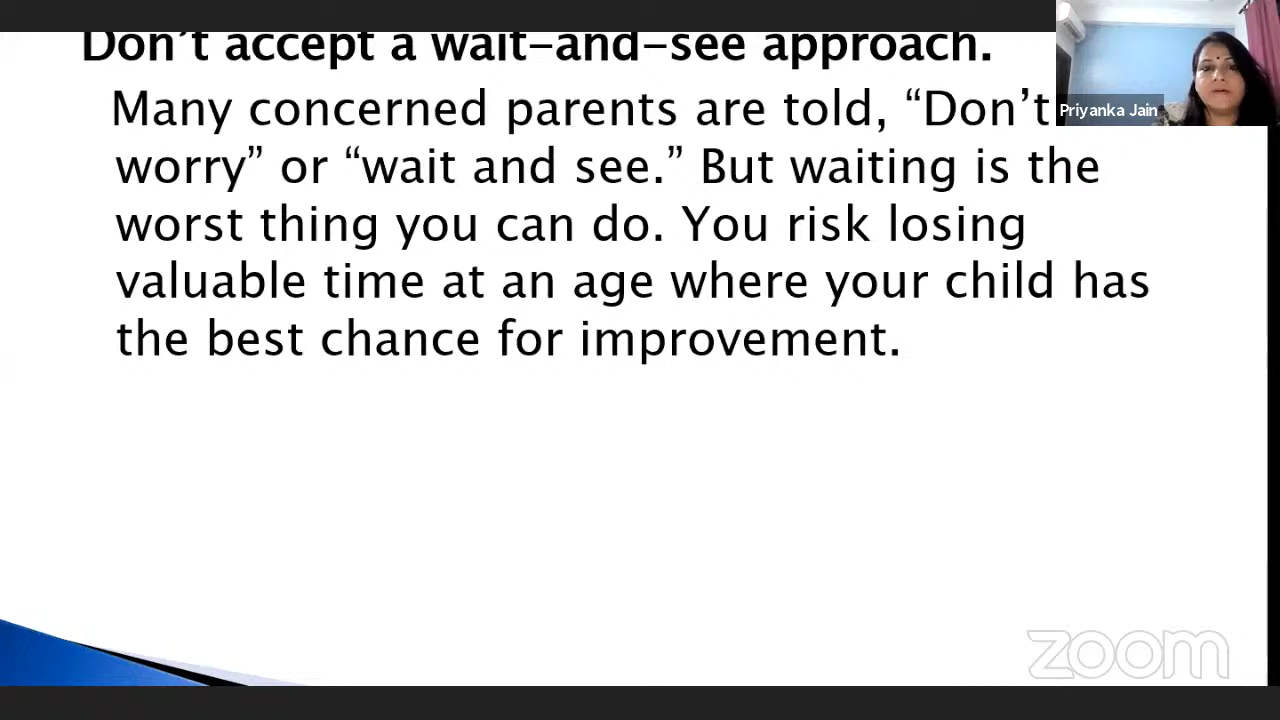 Don’t accept a wait-and-see approach.
Many concerned parents are told, “Don’t
worry” or “wait and see.” But waiting is the
worst thing you can do. You risk losing
valuable time at an age where your child has
the best chance for improvement.
Priyanka Jain
zoom